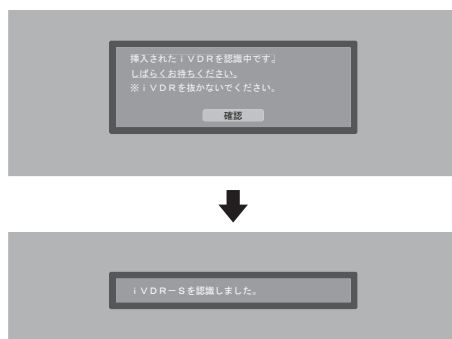 挿入されたｉＶＤＲを認識中です。
しばらくお待ちください。
※ｉＶＤＲを抜かないでください。
確認
ｉＶＤＲ－Ｓを認識しました。